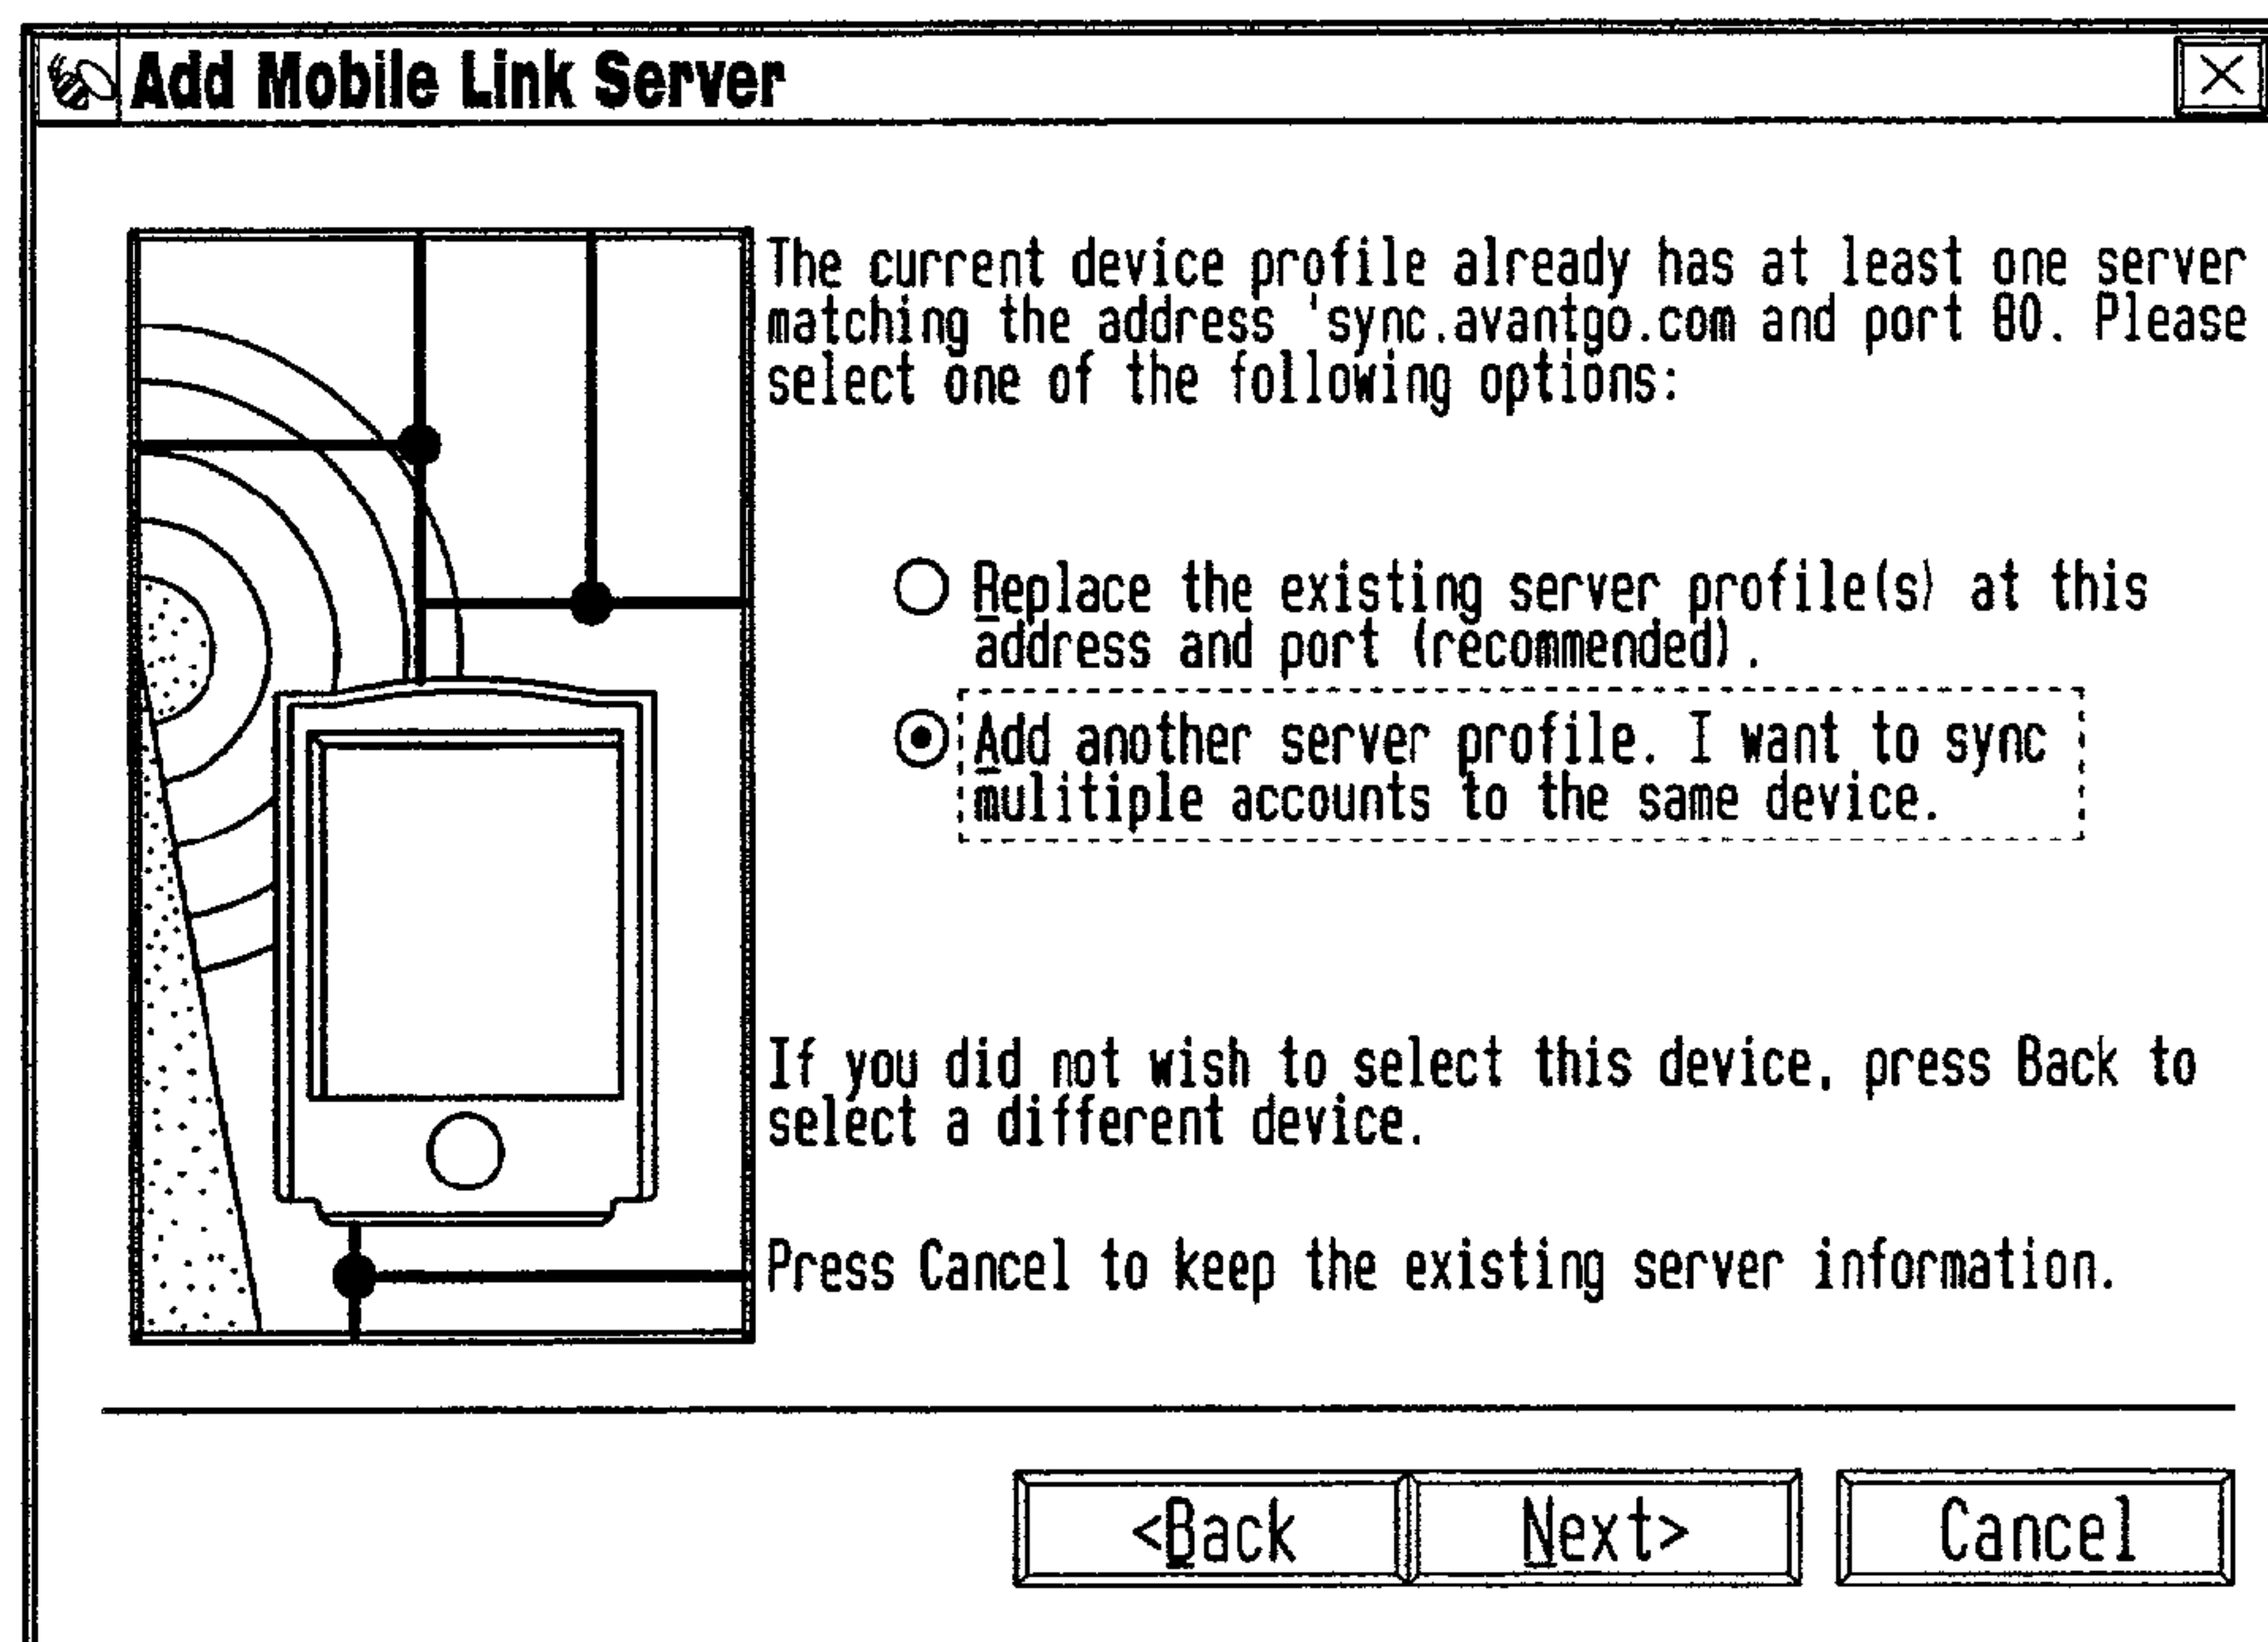 Add Mobile Link Server
The current device profile already has at least one server
matching the address 'sync.avantgo.com and port 80. Please
select one of the following options:
Replace the existing server profile(s) at this
address and port (recommended).
Add another server profile. I want to sync
mulitiple accounts to the same device.
If you did not wish to select this device, press Back to
select a different device.
Press Cancel to keep the existing server information.
<Back Next> Cancel